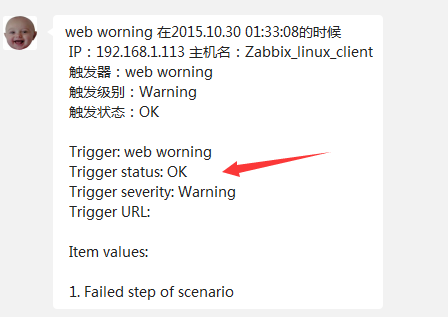 web worning 在2015.10.30 01:33:08的时候
IP：192.168.1.113 主机名：Zabbix_linux_client
触发器：web worning
触发级别：Warning
触发状态：OK
Trigger: web worning
Trigger status: OK
Trigger severity: Warning
Trigger URL:
Item values:
1. Failed step of scenario